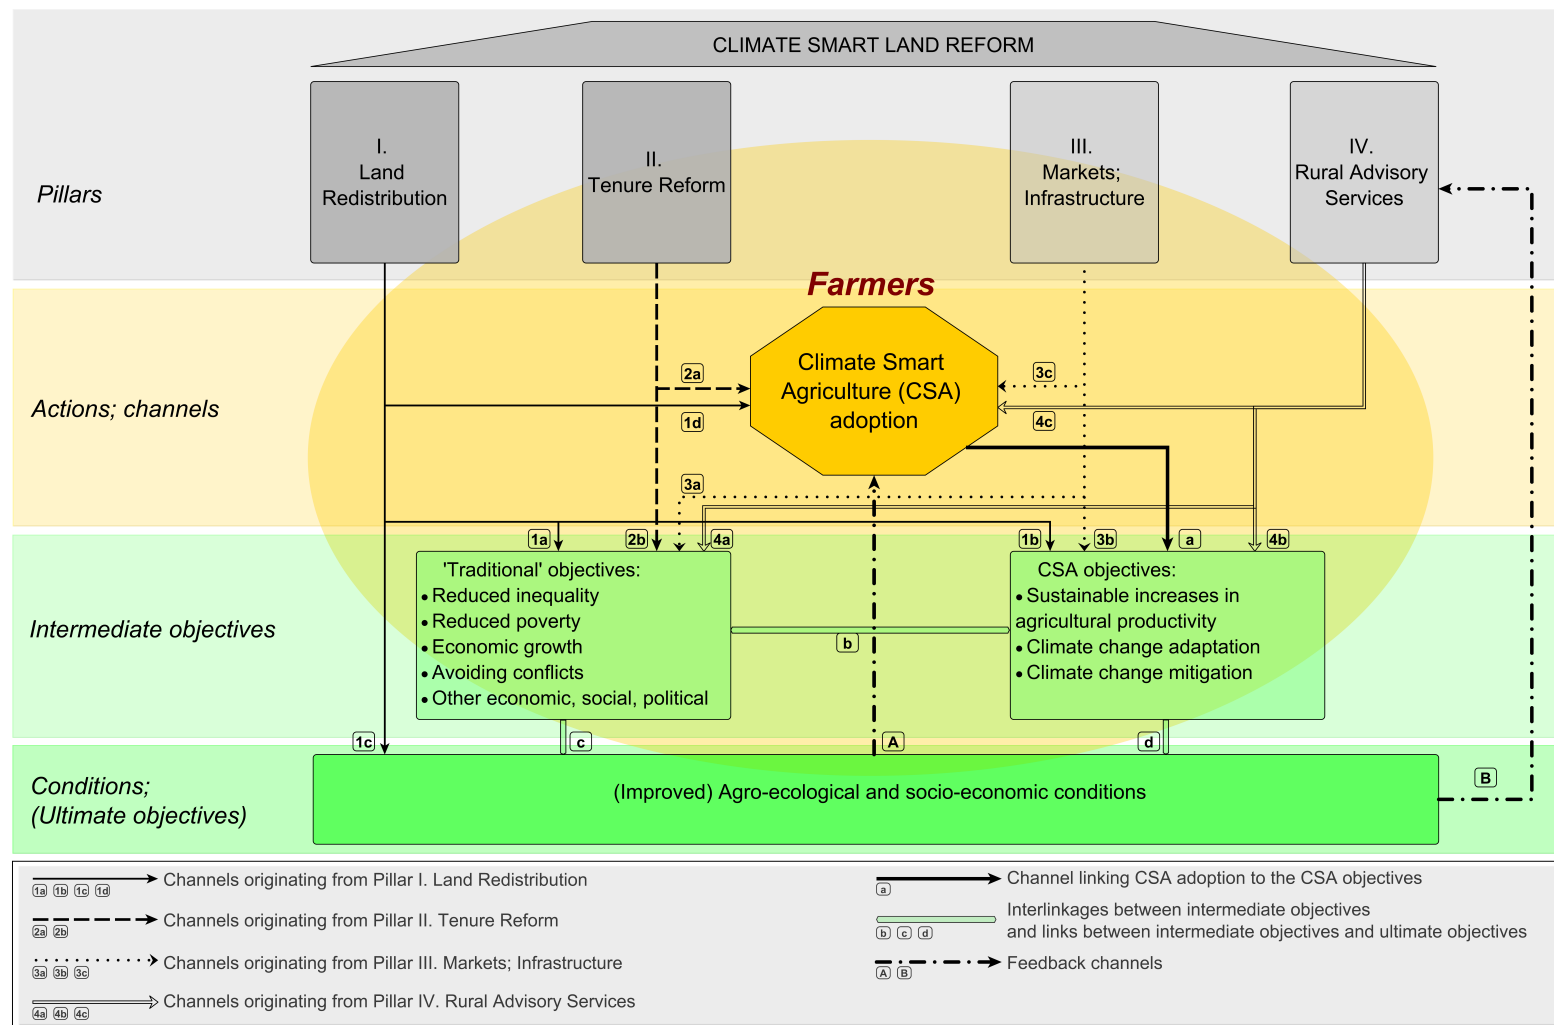 CLIMATE SMART LAND REFORM
Pillars
I.
Land
Redistribution
II.
Tenure Reform
III.
Markets;
Infrastructure
IV.
Rural Advisory
Services
Farmers
Actions; channels
Climate Smart
Agriculture (CSA)
adoption
2a
1d
3c
4c
3a
1a
2b
4a
1b
3b
a
4b
Intermediate objectives
'Traditional' objectives:
• Reduced inequality
• Reduced poverty
• Economic growth
• Avoiding conflicts
• Other economic, social, political
b
CSA objectives:
• Sustainable increases in
agricultural productivity
• Climate change adaptation
• Climate change mitigation
1c
c
A
d
Conditions;
(Ultimate objectives)
(Improved) Agro-ecological and socio-economic conditions
B
Channels originating from Pillar I. Land Redistribution
1a 1b 1c 1d
Channels originating from Pillar II. Tenure Reform
2a 2b
Channels originating from Pillar III. Markets; Infrastructure
3a 3b 3c
Channels originating from Pillar IV. Rural Advisory Services
4a 4b 4c
Channel linking CSA adoption to the CSA objectives
a
Interlinkages between intermediate objectives
and links between intermediate objectives and ultimate objectives
b c d
Feedback channels
A B